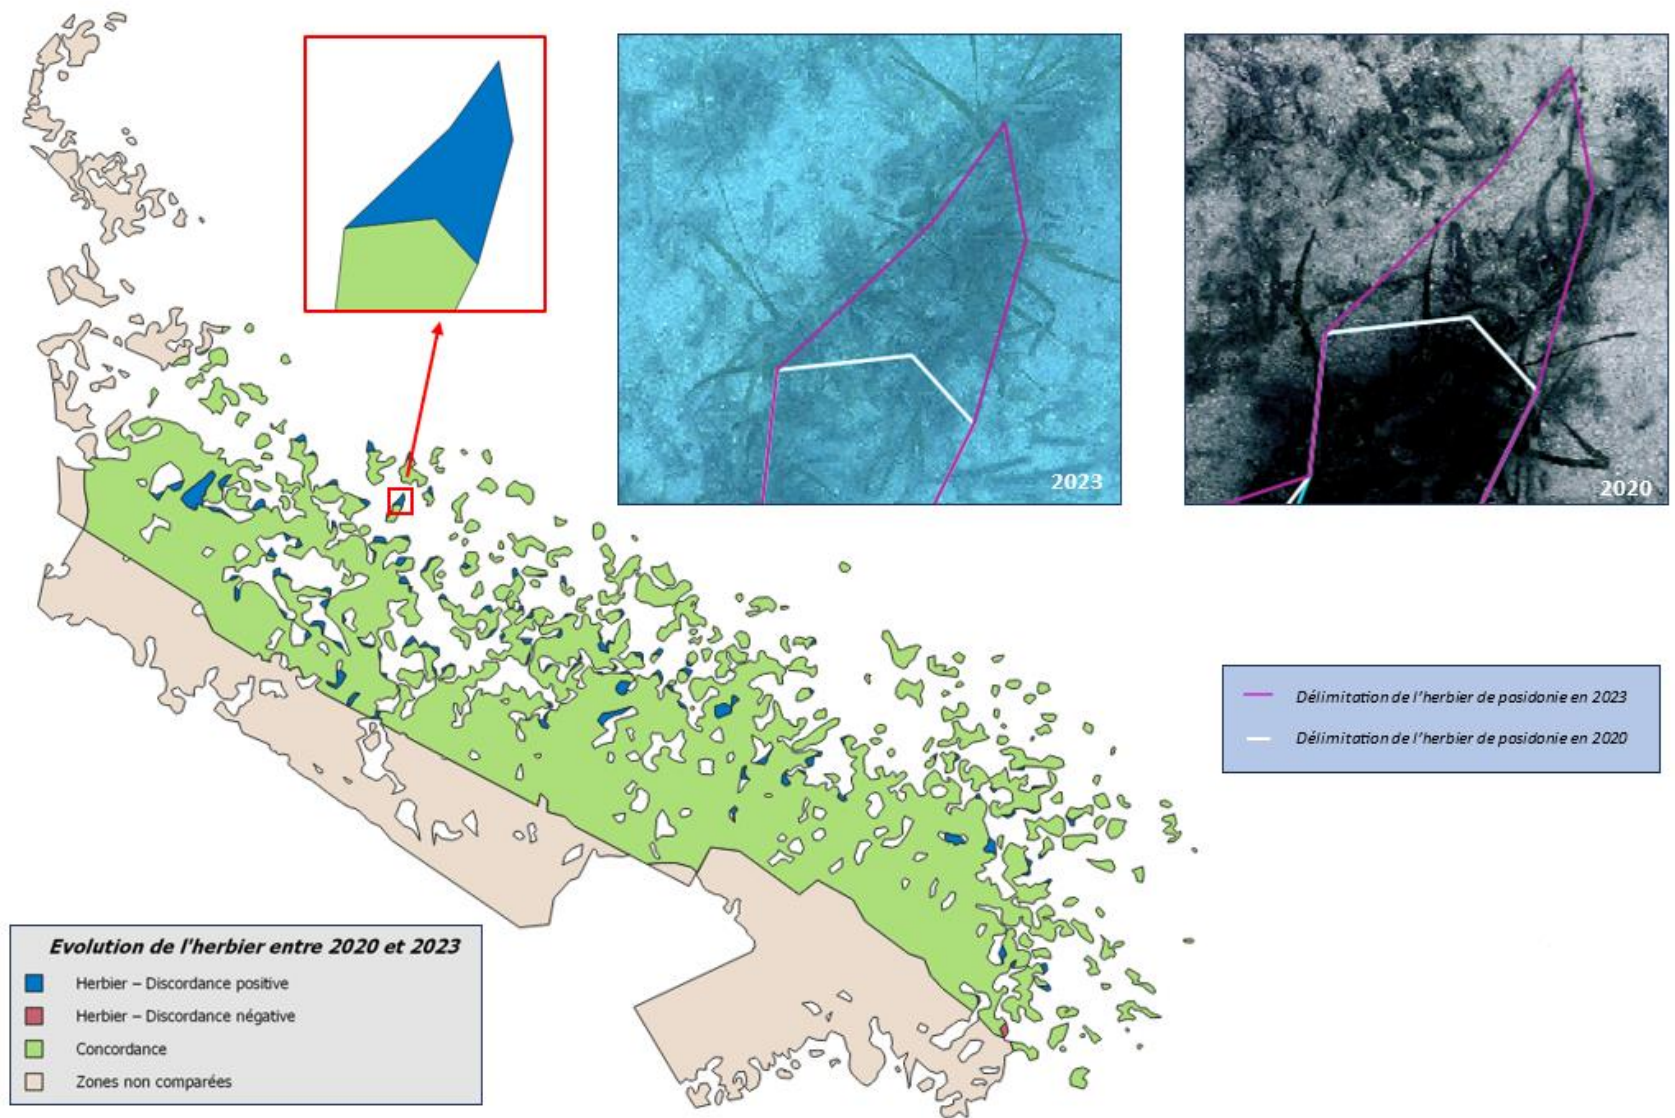 2023
2020
Délimitation de l'herbier de posidonie en 2023
Délimitation de l'herbier de posidonie en 2020
Evolution de l'herbier entre 2020 et 2023
Herbier – Discordance positive
Herbier – Discordance négative
Concordance
Zones non comparées